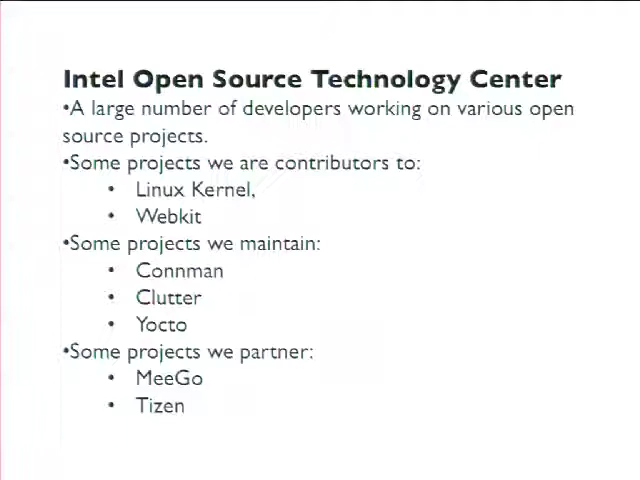 Intel Open Source Technology Center
•A large number of developers working on various open
source projects.
•Some projects we are contributors to:
• Linux Kernel,
• Webkit
•Some projects we maintain:
• Connman
• Clutter
• Yocto
•Some projects we partner:
• MeeGo
• Tizen